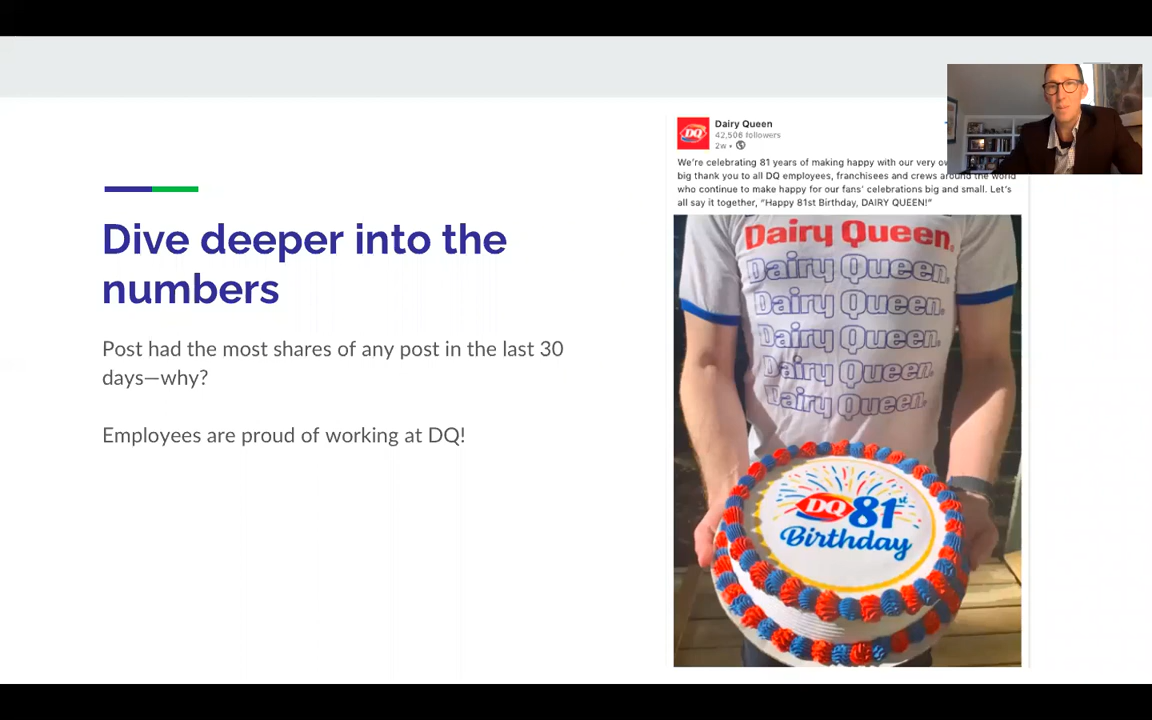 Dive deeper into the
numbers
Post had the most shares of any post in the last 30
days—why?
Employees are proud of working at DQ!
DQ
Dairy Queen
42,506 followers
2w •
We're celebrating 81 years of making happy with our very
big thank you to all DQ employees, franchisees and crews around the world
who continue to make happy for our fans' celebrations big and small. Let's
all say it together, "Happy 81st Birthday, DAIRY QUEEN!"
Dairy Queen®
Dairy Queen®
Dairy Queen®
Dairy Queen®
Dairy Queen®
Dairy Queen®
DQ 81st
Birthday